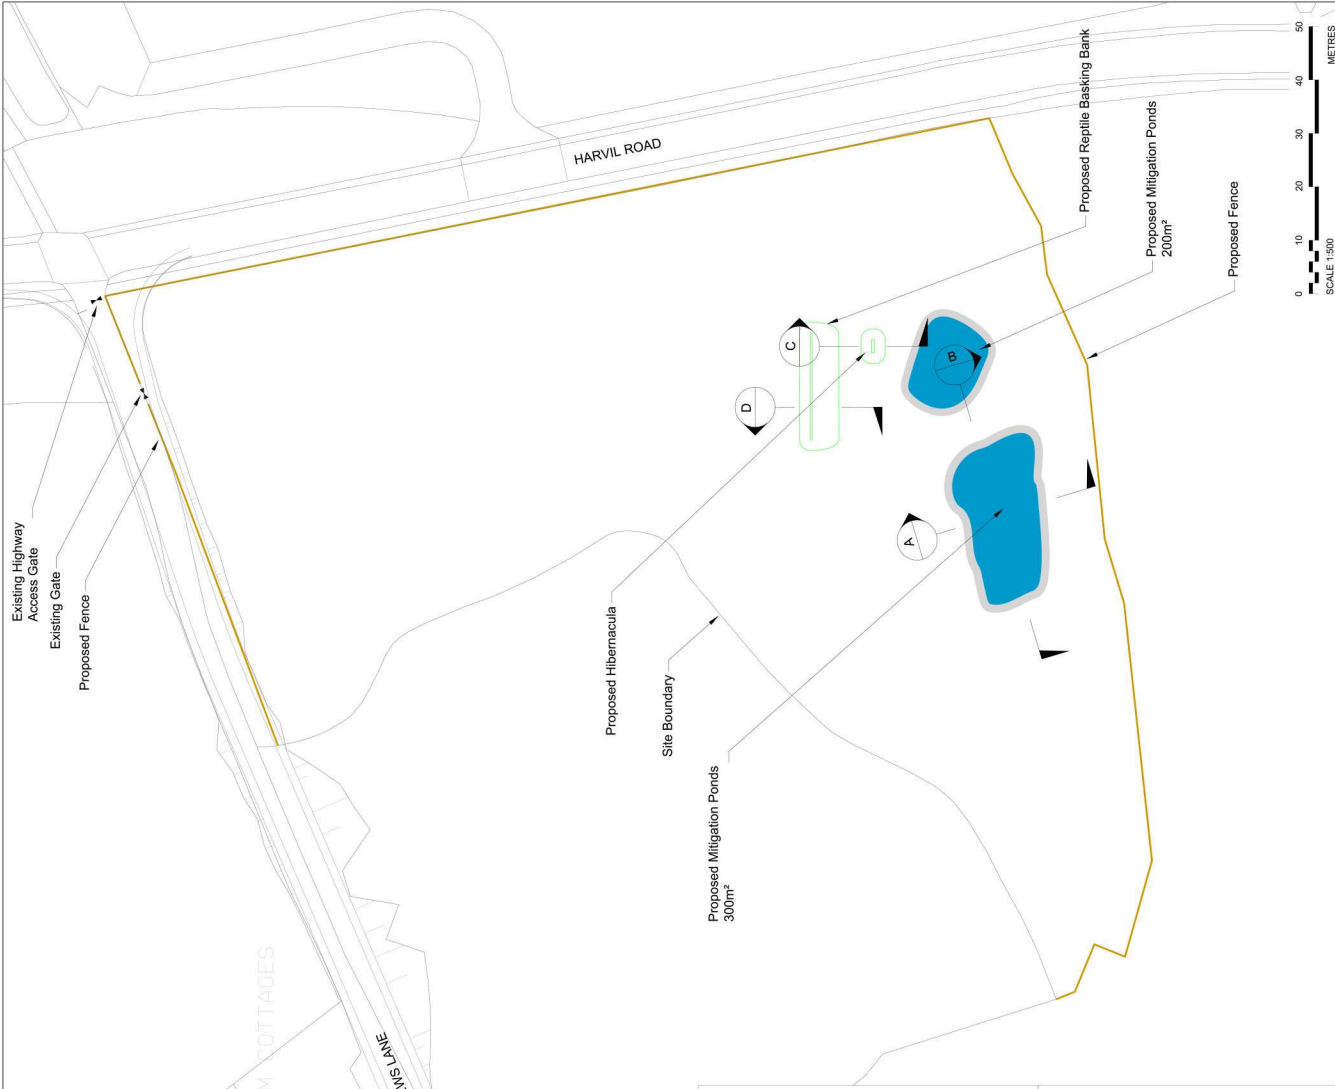 Existing Highway
Access Gate
Existing Gate
Proposed Fence
HARVIL ROAD
Proposed Reptile Basking Bank
Proposed Mitigation Ponds
200m²
Proposed Fence
C
D
B
A
Proposed Hibernacula
Site Boundary
Proposed Mitigation Ponds
300m²
M COTTAGES
WS LANE
0 10 20 30 40 50
SCALE 1:500 METRES